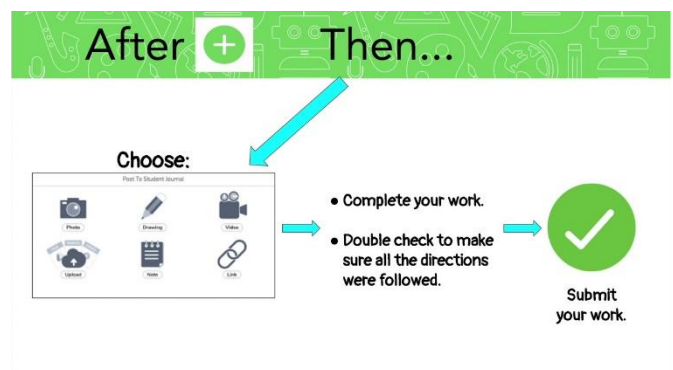 After + Then...
Choose:
Post To Student Journal
Photo
Drawing
Video
Upload
Note
Link
• Complete your work.
• Double check to make
sure all the directions
were followed.
Submit
your work.